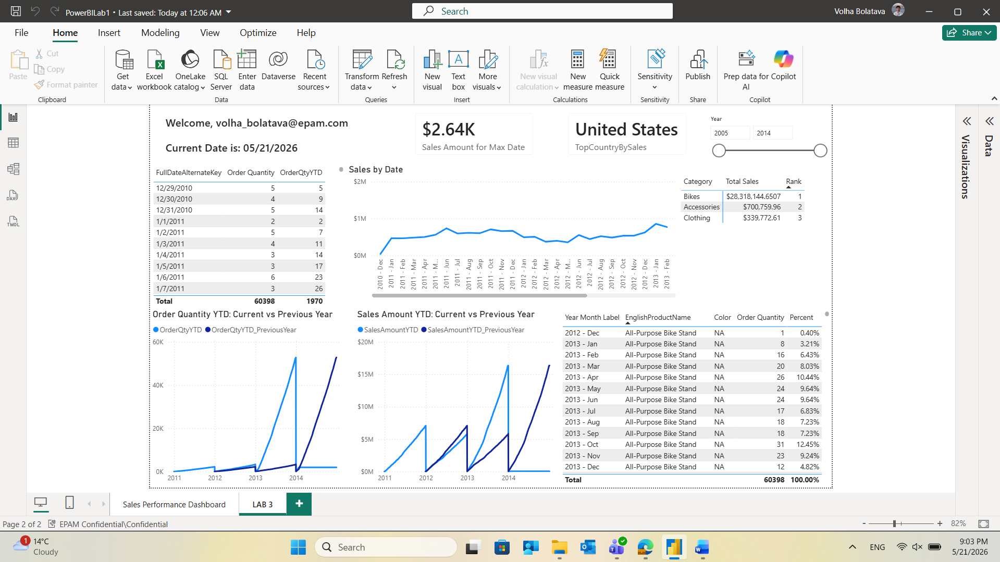 PowerBILab1 • Last saved: Today at 12:06 AM
Search
Volha Bolatava
File Home Insert Modeling View Optimize Help
Share
Paste
Cut
Copy
Format painter
Clipboard
Get data
Excel workbook
OneLake catalog
SQL Server
Enter data
Dataverse
Recent sources
Data
Transform data
Refresh
Queries
New visual
Text box
More visuals
Insert
New visual calculation
New measure
Quick measure
Calculations
Sensitivity
Sensitivity
Publish
Share
Prep data for AI
Copilot
Copilot
DAX
TMDL
Welcome, volha_bolatava@epam.com
Current Date is: 05/21/2026
$2.64K
Sales Amount for Max Date
United States
TopCountryBySales
Year
2005 2014
Visualizations
Data
FullDateAlternateKey Order Quantity OrderQtyYTD
12/29/2010 5 5
12/30/2010 4 9
12/31/2010 5 14
1/1/2011 2 2
1/2/2011 5 7
1/3/2011 4 11
1/4/2011 3 14
1/5/2011 3 17
1/6/2011 6 23
1/7/2011 3 26
Total 60398 1970
Sales by Date
$2M
$1M
$0M
2010 - Dec
2011 - Jan
2011 - Feb
2011 - Mar
2011 - Apr
2011 - M...
2011 - Jun
2011 - Jul
2011 - Aug
2011 - Sep
2011 - Oct
2011 - Nov
2011 - Dec
2012 - Jan
2012 - Feb
2012 - Mar
2012 - Apr
2012 - M...
2012 - Jun
2012 - Jul
2012 - Aug
2012 - Sep
2012 - Oct
2012 - Nov
2012 - Dec
2013 - Jan
2013 - Feb
Category Total Sales Rank
Bikes $28,318,144.6507 1
Accessories $700,759.96 2
Clothing $339,772.61 3
Order Quantity YTD: Current vs Previous Year
OrderQtyYTD OrderQtyYTD_PreviousYear
60K
40K
20K
0K
2011 2012 2013 2014
Sales Amount YTD: Current vs Previous Year
SalesAmountYTD SalesAmountYTD_PreviousYear
$20M
$15M
$10M
$5M
$0M
2011 2012 2013 2014
Year Month Label EnglishProductName Color Order Quantity Percent
2012 - Dec All-Purpose Bike Stand NA 1 0.40%
2013 - Jan All-Purpose Bike Stand NA 8 3.21%
2013 - Feb All-Purpose Bike Stand NA 16 6.43%
2013 - Mar All-Purpose Bike Stand NA 20 8.03%
2013 - Apr All-Purpose Bike Stand NA 26 10.44%
2013 - May All-Purpose Bike Stand NA 24 9.64%
2013 - Jun All-Purpose Bike Stand NA 24 9.64%
2013 - Jul All-Purpose Bike Stand NA 17 6.83%
2013 - Aug All-Purpose Bike Stand NA 18 7.23%
2013 - Sep All-Purpose Bike Stand NA 18 7.23%
2013 - Oct All-Purpose Bike Stand NA 31 12.45%
2013 - Nov All-Purpose Bike Stand NA 23 9.24%
2013 - Dec All-Purpose Bike Stand NA 12 4.82%
Total 60398 100.00%
Sales Performance Dashboard
LAB 3
+
Page 2 of 2
EPAM Confidential\Confidential
- + 82%
1
14°C
Cloudy
Search
ENG
9:03 PM
5/21/2026